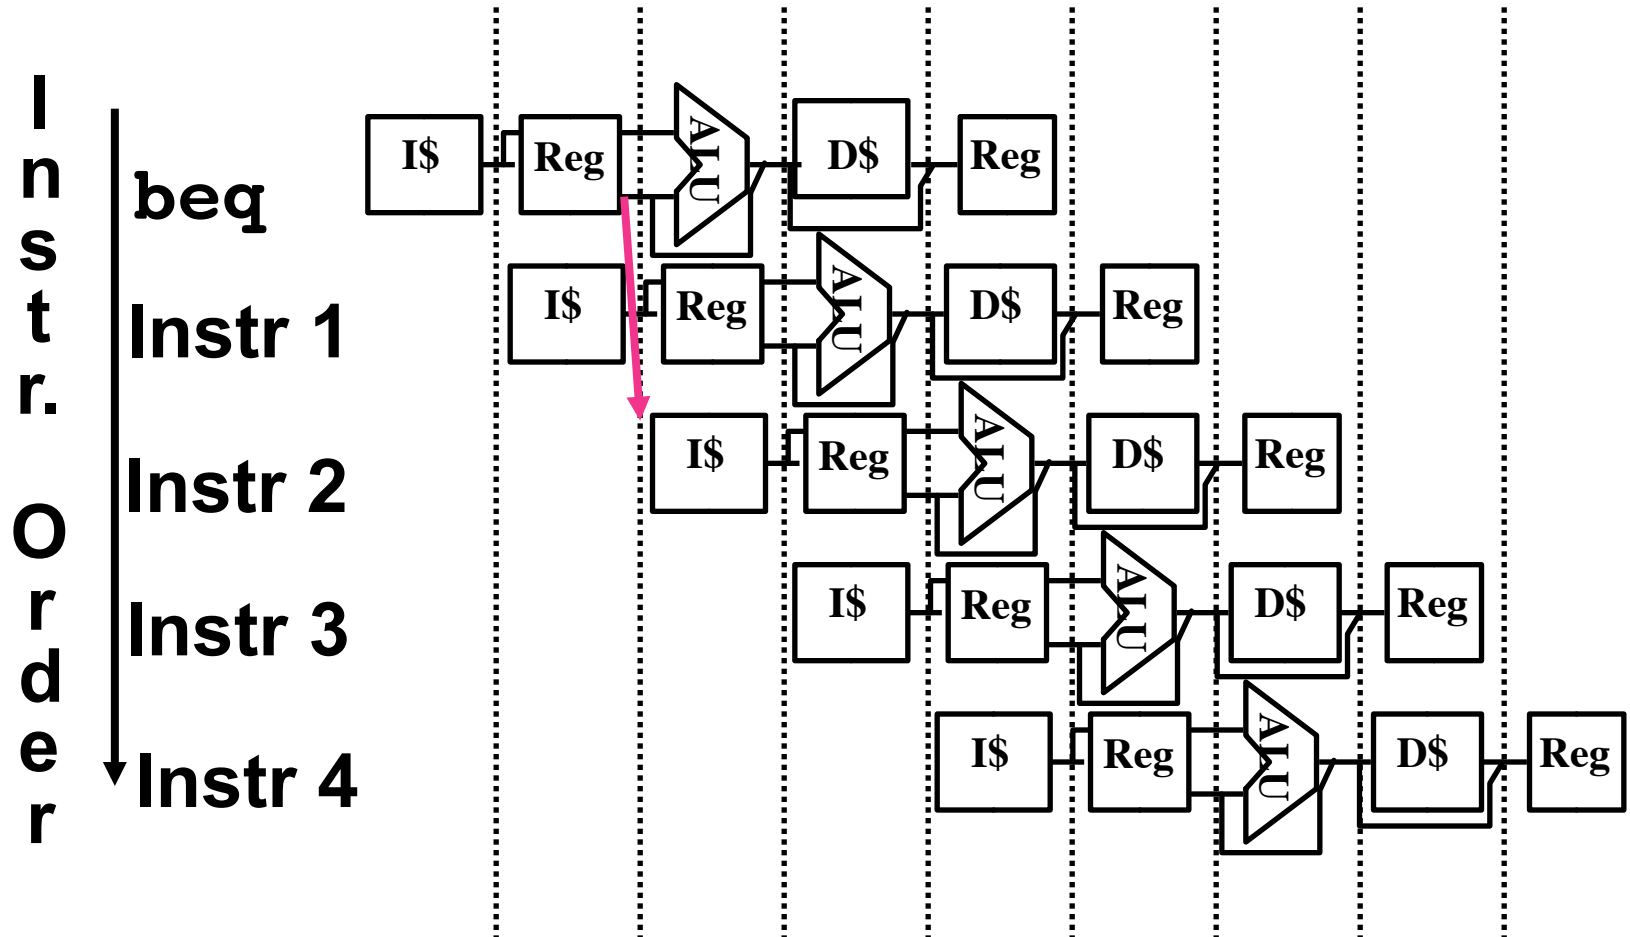 Instr. Order
beq I$ Reg ALU D$ Reg
Instr 1 I$ Reg ALU D$ Reg
Instr 2 I$ Reg ALU D$ Reg
Instr 3 I$ Reg ALU D$ Reg
Instr 4 I$ Reg ALU D$ Reg